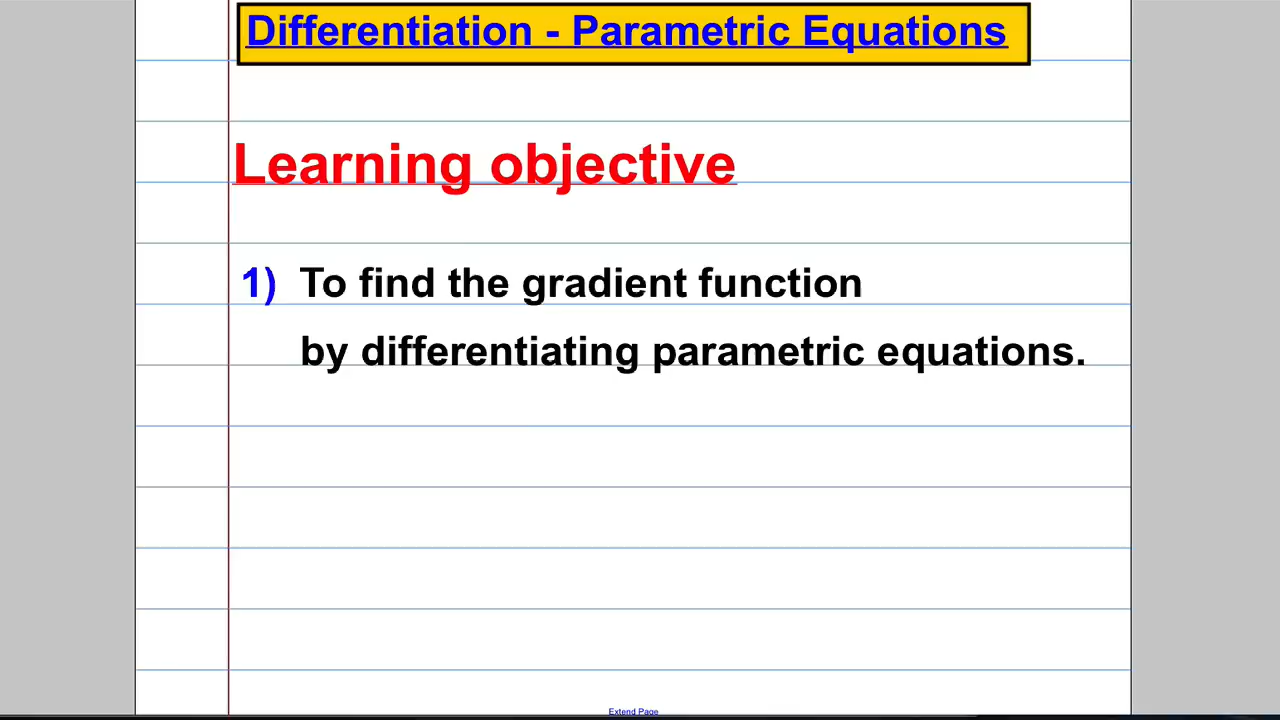 Differentiation - Parametric Equations
Learning objective
1) To find the gradient function
by differentiating parametric equations.
Extend Page